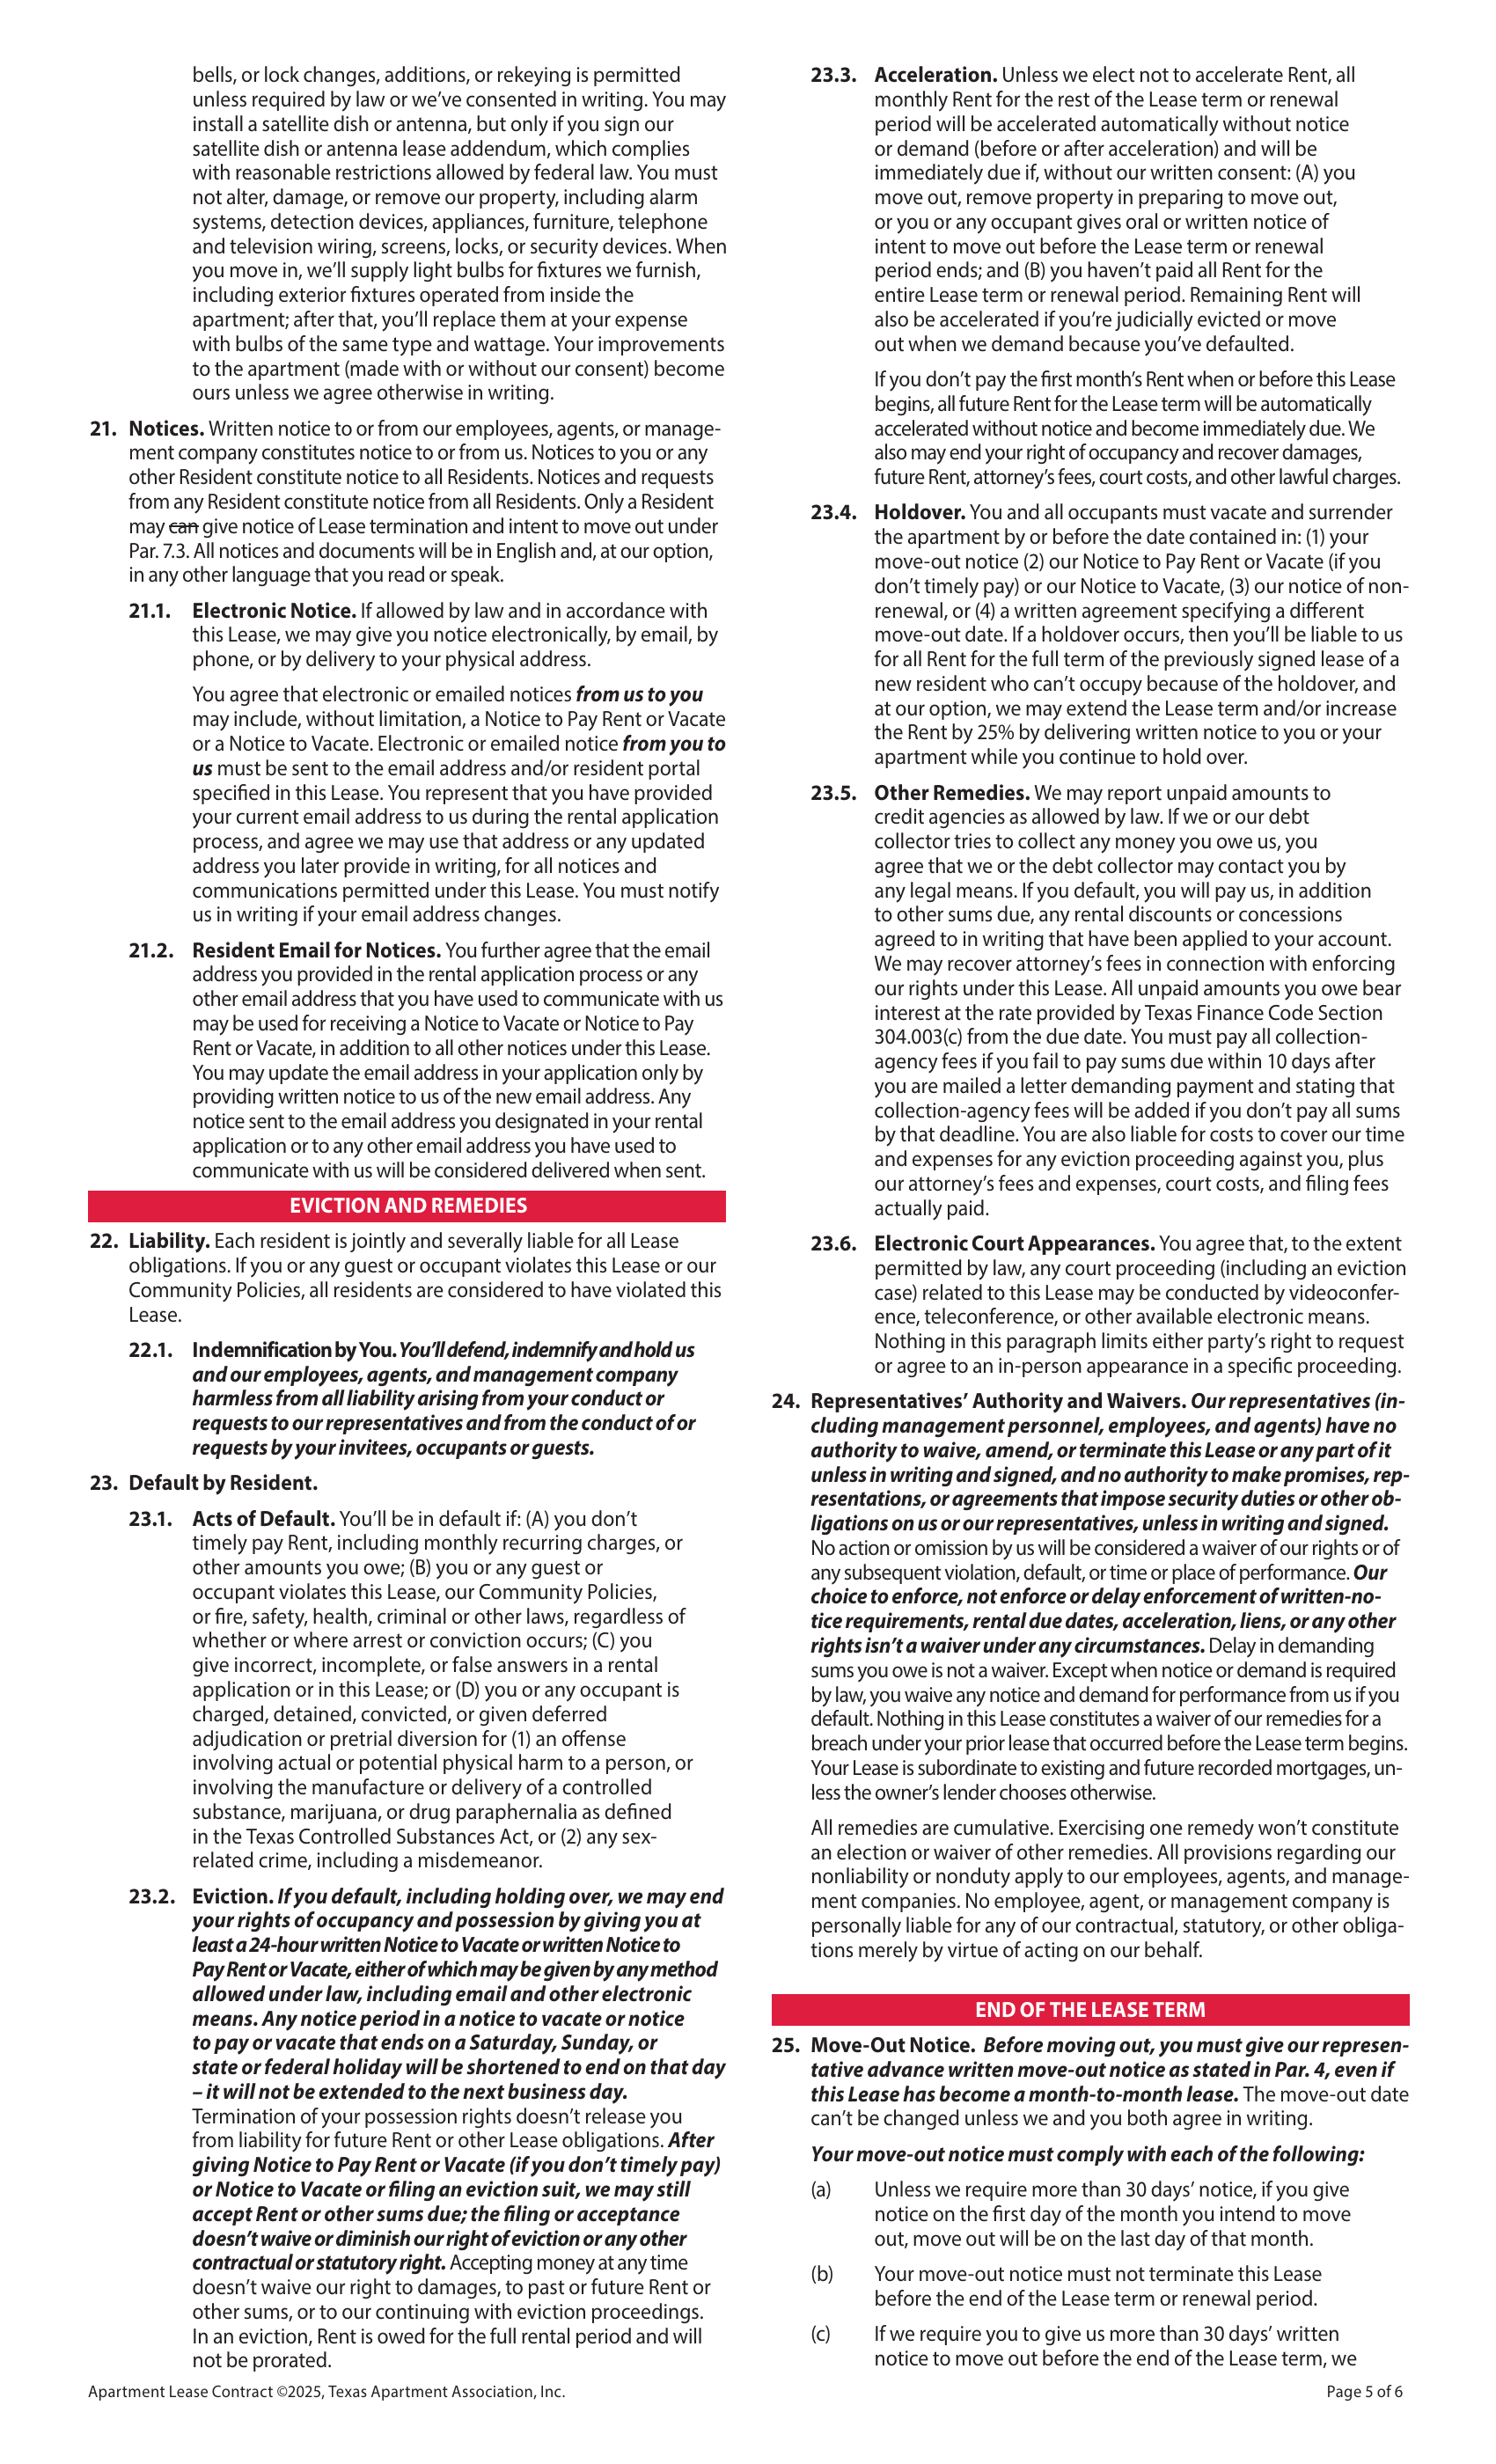 bells, or lock changes, additions, or rekeying is permitted
unless required by law or we’ve consented in writing. You may
install a satellite dish or antenna, but only if you sign our
satellite dish or antenna lease addendum, which complies
with reasonable restrictions allowed by federal law. You must
not alter, damage, or remove our property, including alarm
systems, detection devices, appliances, furniture, telephone
and television wiring, screens, locks, or security devices. When
you move in, we’ll supply light bulbs for fixtures we furnish,
including exterior fixtures operated from inside the
apartment; after that, you’ll replace them at your expense
with bulbs of the same type and wattage. Your improvements
to the apartment (made with or without our consent) become
ours unless we agree otherwise in writing.
21. Notices. Written notice to or from our employees, agents, or manage-
ment company constitutes notice to or from us. Notices to you or any
other Resident constitute notice to all Residents. Notices and requests
from any Resident constitute notice from all Residents. Only a Resident
may can give notice of Lease termination and intent to move out under
Par. 7.3. All notices and documents will be in English and, at our option,
in any other language that you read or speak.
21.1. Electronic Notice. If allowed by law and in accordance with
this Lease, we may give you notice electronically, by email, by
phone, or by delivery to your physical address.
You agree that electronic or emailed notices from us to you
may include, without limitation, a Notice to Pay Rent or Vacate
or a Notice to Vacate. Electronic or emailed notice from you to
us must be sent to the email address and/or resident portal
specified in this Lease. You represent that you have provided
your current email address to us during the rental application
process, and agree we may use that address or any updated
address you later provide in writing, for all notices and
communications permitted under this Lease. You must notify
us in writing if your email address changes.
21.2. Resident Email for Notices. You further agree that the email
address you provided in the rental application process or any
other email address that you have used to communicate with us
may be used for receiving a Notice to Vacate or Notice to Pay
Rent or Vacate, in addition to all other notices under this Lease.
You may update the email address in your application only by
providing written notice to us of the new email address. Any
notice sent to the email address you designated in your rental
application or to any other email address you have used to
communicate with us will be considered delivered when sent.
EVICTION AND REMEDIES
22. Liability. Each resident is jointly and severally liable for all Lease
obligations. If you or any guest or occupant violates this Lease or our
Community Policies, all residents are considered to have violated this
Lease.
22.1. Indemnification by You. You’ll defend, indemnify and hold us
and our employees, agents, and management company
harmless from all liability arising from your conduct or
requests to our representatives and from the conduct of or
requests by your invitees, occupants or guests.
23. Default by Resident.
23.1. Acts of Default. You’ll be in default if: (A) you don’t
timely pay Rent, including monthly recurring charges, or
other amounts you owe; (B) you or any guest or
occupant violates this Lease, our Community Policies,
or fire, safety, health, criminal or other laws, regardless of
whether or where arrest or conviction occurs; (C) you
give incorrect, incomplete, or false answers in a rental
application or in this Lease; or (D) you or any occupant is
charged, detained, convicted, or given deferred
adjudication or pretrial diversion for (1) an offense
involving actual or potential physical harm to a person, or
involving the manufacture or delivery of a controlled
substance, marijuana, or drug paraphernalia as defined
in the Texas Controlled Substances Act, or (2) any sex-
related crime, including a misdemeanor.
23.2. Eviction. If you default, including holding over, we may end
your rights of occupancy and possession by giving you at
least a 24-hour written Notice to Vacate or written Notice to
Pay Rent or Vacate, either of which may be given by any method
allowed under law, including email and other electronic
means. Any notice period in a notice to vacate or notice
to pay or vacate that ends on a Saturday, Sunday, or
state or federal holiday will be shortened to end on that day
– it will not be extended to the next business day.
Termination of your possession rights doesn’t release you
from liability for future Rent or other Lease obligations. After
giving Notice to Pay Rent or Vacate (if you don’t timely pay)
or Notice to Vacate or filing an eviction suit, we may still
accept Rent or other sums due; the filing or acceptance
doesn’t waive or diminish our right of eviction or any other
contractual or statutory right. Accepting money at any time
doesn’t waive our right to damages, to past or future Rent or
other sums, or to our continuing with eviction proceedings.
In an eviction, Rent is owed for the full rental period and will
not be prorated.
23.3. Acceleration. Unless we elect not to accelerate Rent, all
monthly Rent for the rest of the Lease term or renewal
period will be accelerated automatically without notice
or demand (before or after acceleration) and will be
immediately due if, without our written consent: (A) you
move out, remove property in preparing to move out,
or you or any occupant gives oral or written notice of
intent to move out before the Lease term or renewal
period ends; and (B) you haven’t paid all Rent for the
entire Lease term or renewal period. Remaining Rent will
also be accelerated if you’re judicially evicted or move
out when we demand because you’ve defaulted.
If you don’t pay the first month’s Rent when or before this Lease
begins, all future Rent for the Lease term will be automatically
accelerated without notice and become immediately due. We
also may end your right of occupancy and recover damages,
future Rent, attorney’s fees, court costs, and other lawful charges.
23.4. Holdover. You and all occupants must vacate and surrender
the apartment by or before the date contained in: (1) your
move-out notice (2) our Notice to Pay Rent or Vacate (if you
don’t timely pay) or our Notice to Vacate, (3) our notice of non-
renewal, or (4) a written agreement specifying a different
move-out date. If a holdover occurs, then you’ll be liable to us
for all Rent for the full term of the previously signed lease of a
new resident who can’t occupy because of the holdover, and
at our option, we may extend the Lease term and/or increase
the Rent by 25% by delivering written notice to you or your
apartment while you continue to hold over.
23.5. Other Remedies. We may report unpaid amounts to
credit agencies as allowed by law. If we or our debt
collector tries to collect any money you owe us, you
agree that we or the debt collector may contact you by
any legal means. If you default, you will pay us, in addition
to other sums due, any rental discounts or concessions
agreed to in writing that have been applied to your account.
We may recover attorney’s fees in connection with enforcing
our rights under this Lease. All unpaid amounts you owe bear
interest at the rate provided by Texas Finance Code Section
304.003(c) from the due date. You must pay all collection-
agency fees if you fail to pay sums due within 10 days after
you are mailed a letter demanding payment and stating that
collection-agency fees will be added if you don’t pay all sums
by that deadline. You are also liable for costs to cover our time
and expenses for any eviction proceeding against you, plus
our attorney’s fees and expenses, court costs, and filing fees
actually paid.
23.6. Electronic Court Appearances. You agree that, to the extent
permitted by law, any court proceeding (including an eviction
case) related to this Lease may be conducted by videoconfer-
ence, teleconference, or other available electronic means.
Nothing in this paragraph limits either party’s right to request
or agree to an in-person appearance in a specific proceeding.
24. Representatives’ Authority and Waivers. Our representatives (in-
cluding management personnel, employees, and agents) have no
authority to waive, amend, or terminate this Lease or any part of it
unless in writing and signed, and no authority to make promises, rep-
resentations, or agreements that impose security duties or other ob-
ligations on us or our representatives, unless in writing and signed.
No action or omission by us will be considered a waiver of our rights or of
any subsequent violation, default, or time or place of performance. Our
choice to enforce, not enforce or delay enforcement of written-no-
tice requirements, rental due dates, acceleration, liens, or any other
rights isn’t a waiver under any circumstances. Delay in demanding
sums you owe is not a waiver. Except when notice or demand is required
by law, you waive any notice and demand for performance from us if you
default. Nothing in this Lease constitutes a waiver of our remedies for a
breach under your prior lease that occurred before the Lease term begins.
Your Lease is subordinate to existing and future recorded mortgages, un-
less the owner’s lender chooses otherwise.
All remedies are cumulative. Exercising one remedy won’t constitute
an election or waiver of other remedies. All provisions regarding our
nonliability or nonduty apply to our employees, agents, and manage-
ment companies. No employee, agent, or management company is
personally liable for any of our contractual, statutory, or other obliga-
tions merely by virtue of acting on our behalf.
END OF THE LEASE TERM
25. Move-Out Notice. Before moving out, you must give our represen-
tative advance written move-out notice as stated in Par. 4, even if
this Lease has become a month-to-month lease. The move-out date
can’t be changed unless we and you both agree in writing.
Your move-out notice must comply with each of the following:
(a) Unless we require more than 30 days’ notice, if you give
notice on the first day of the month you intend to move
out, move out will be on the last day of that month.
(b) Your move-out notice must not terminate this Lease
before the end of the Lease term or renewal period.
(c) If we require you to give us more than 30 days’ written
notice to move out before the end of the Lease term, we
Apartment Lease Contract ©2025, Texas Apartment Association, Inc.
Page 5 of 6